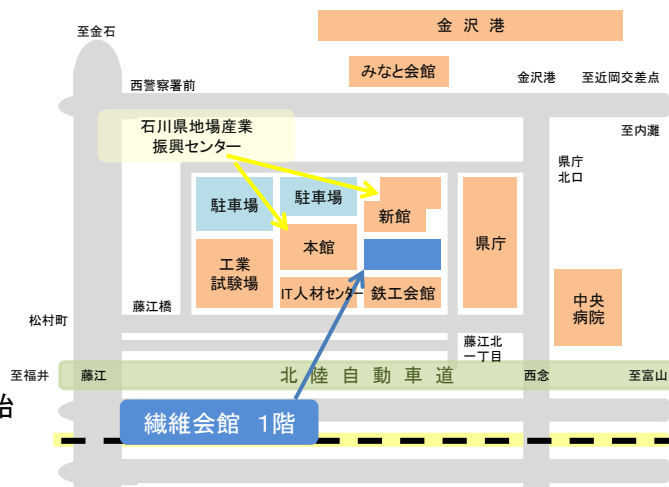 金 沢 港
至金石
みなと会館
西警察署前
金沢港
至近岡交差点
石川県地場産業
振興センター
至内灘
県庁
北口
駐車場
駐車場
新館
本館
県庁
工業
試験場
IT人材センター
鉄工会館
中央
病院
藤江橋
松村町
藤江北
一丁目
至福井
藤江
北 陸 自 動 車 道
西念
至富山
治
繊維会館 1階